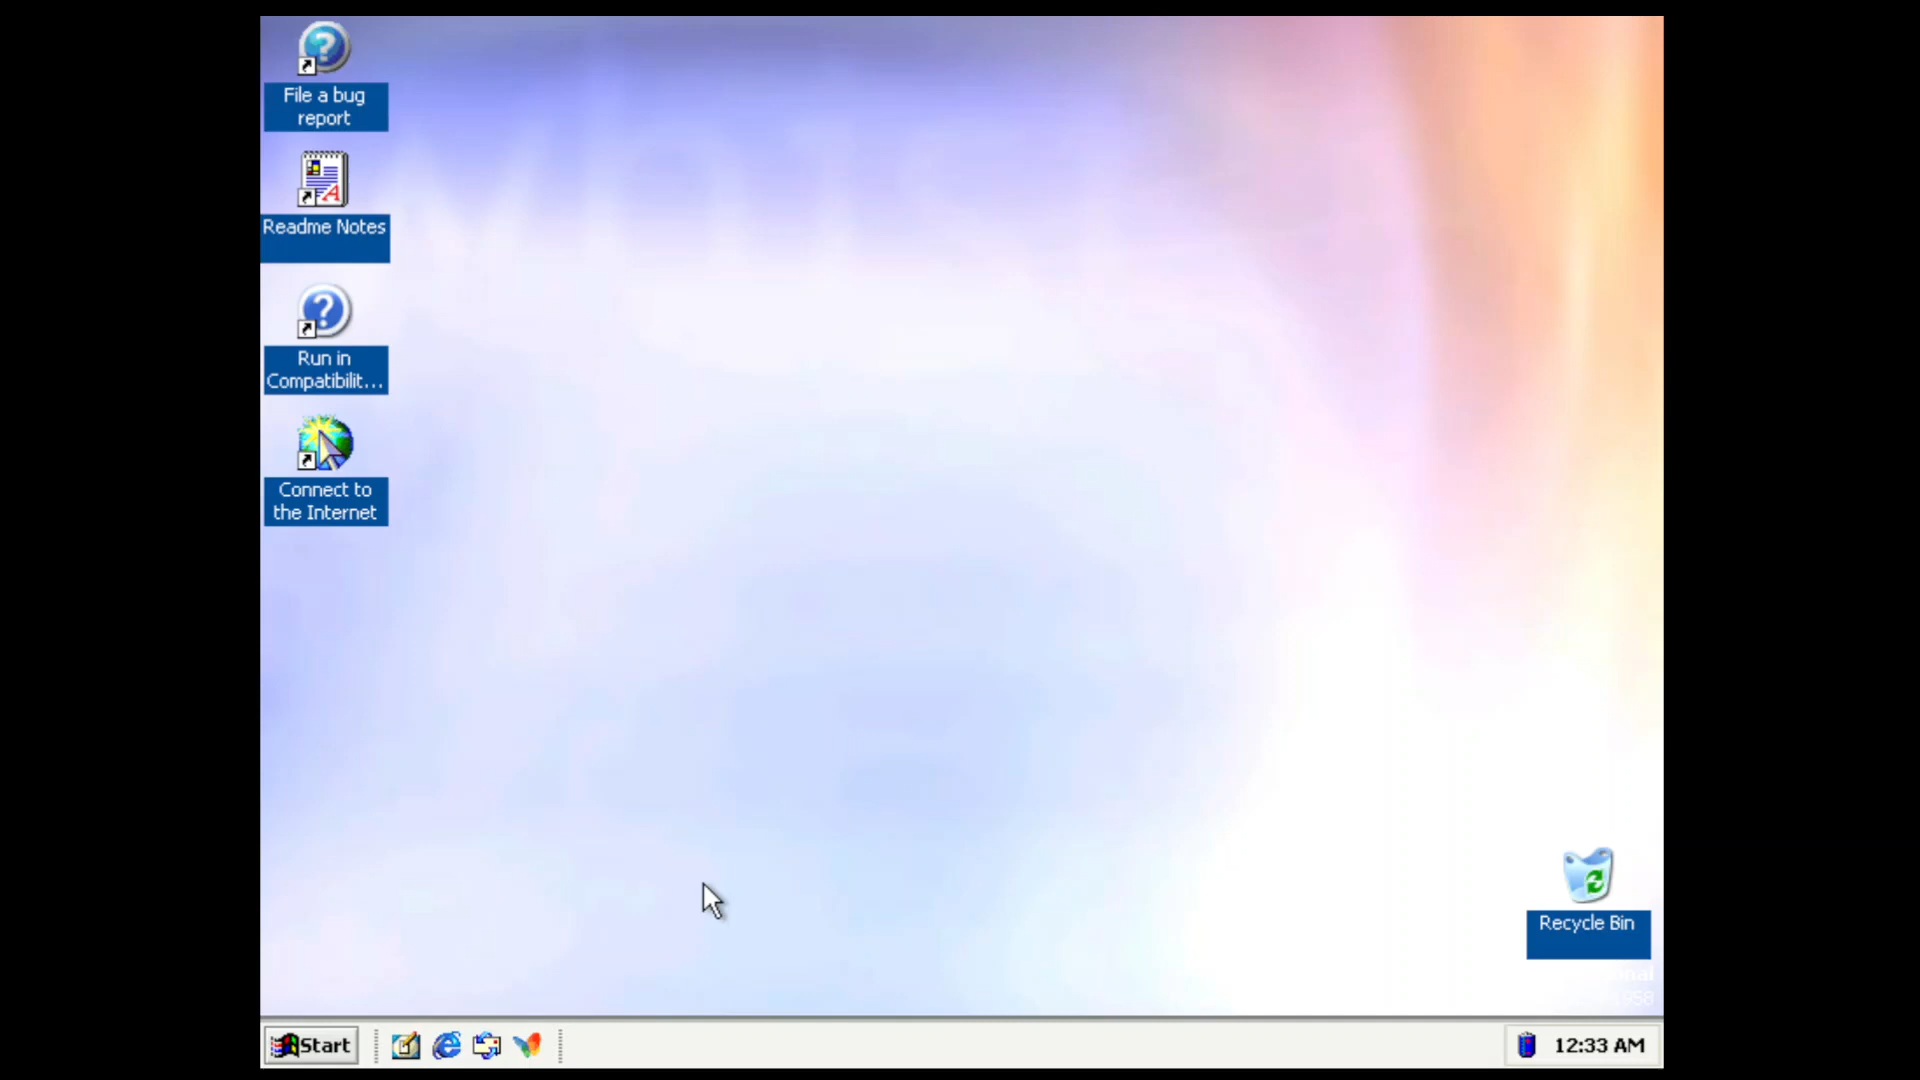 File a bug
report
Readme Notes
Run in
Compatibilit...
Connect to
the Internet
Recycle Bin
Start
12:33 AM